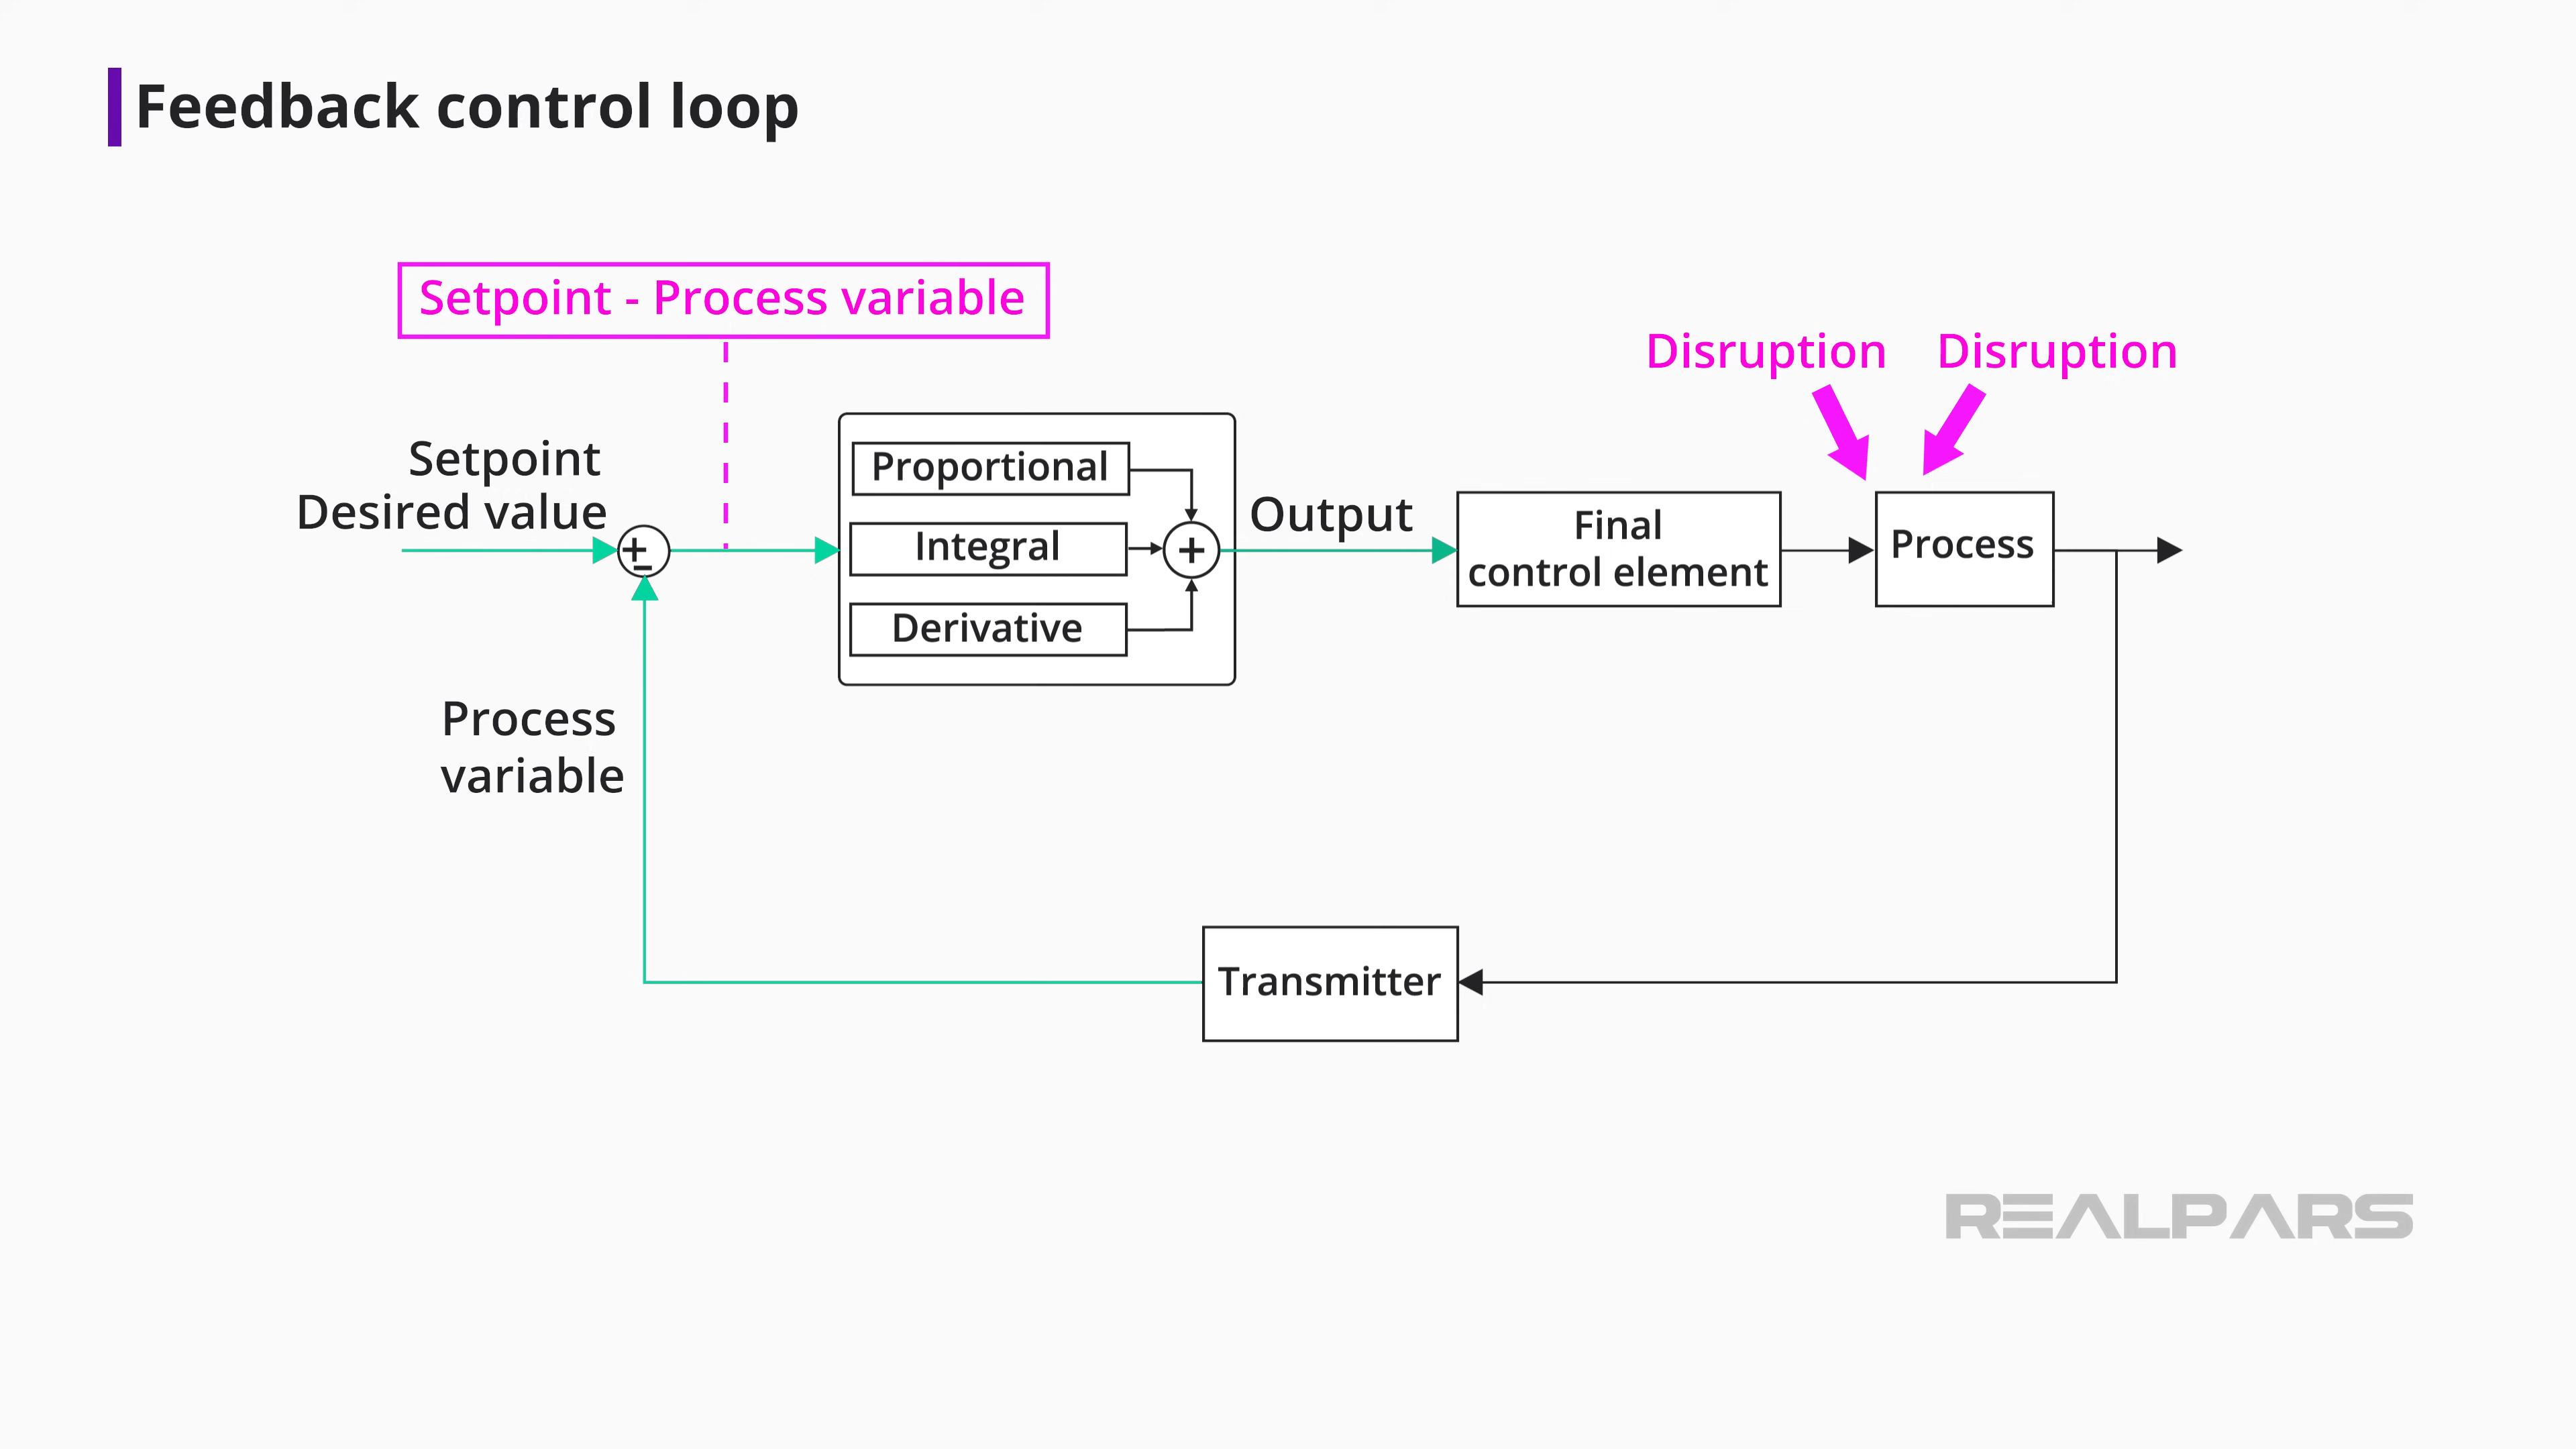 Feedback control loop
Setpoint - Process variable
Disruption
Disruption
Setpoint
Desired value
+
-
Proportional
Integral
Derivative
+
Output
Final
control element
Process
Process
variable
Transmitter
REALPARS